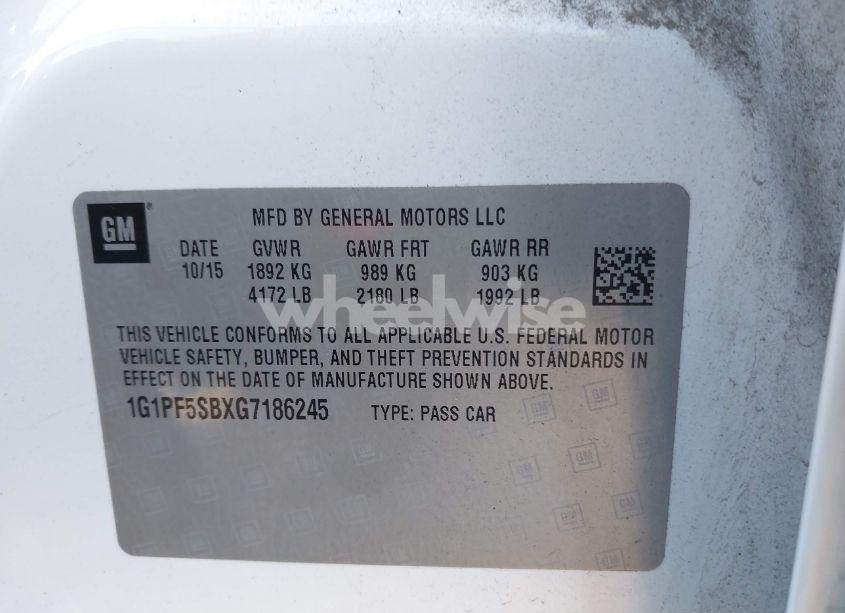 GM ®
MFD BY GENERAL MOTORS LLC
DATE GVWR GAWR FRT GAWR RR
10/15 1892 KG 989 KG 903 KG
4172 LB 2180 LB 1992 LB
wheelwise
THIS VEHICLE CONFORMS TO ALL APPLICABLE U.S. FEDERAL MOTOR
VEHICLE SAFETY, BUMPER, AND THEFT PREVENTION STANDARDS IN
EFFECT ON THE DATE OF MANUFACTURE SHOWN ABOVE.
1G1PF5SBXG7186245 TYPE: PASS CAR